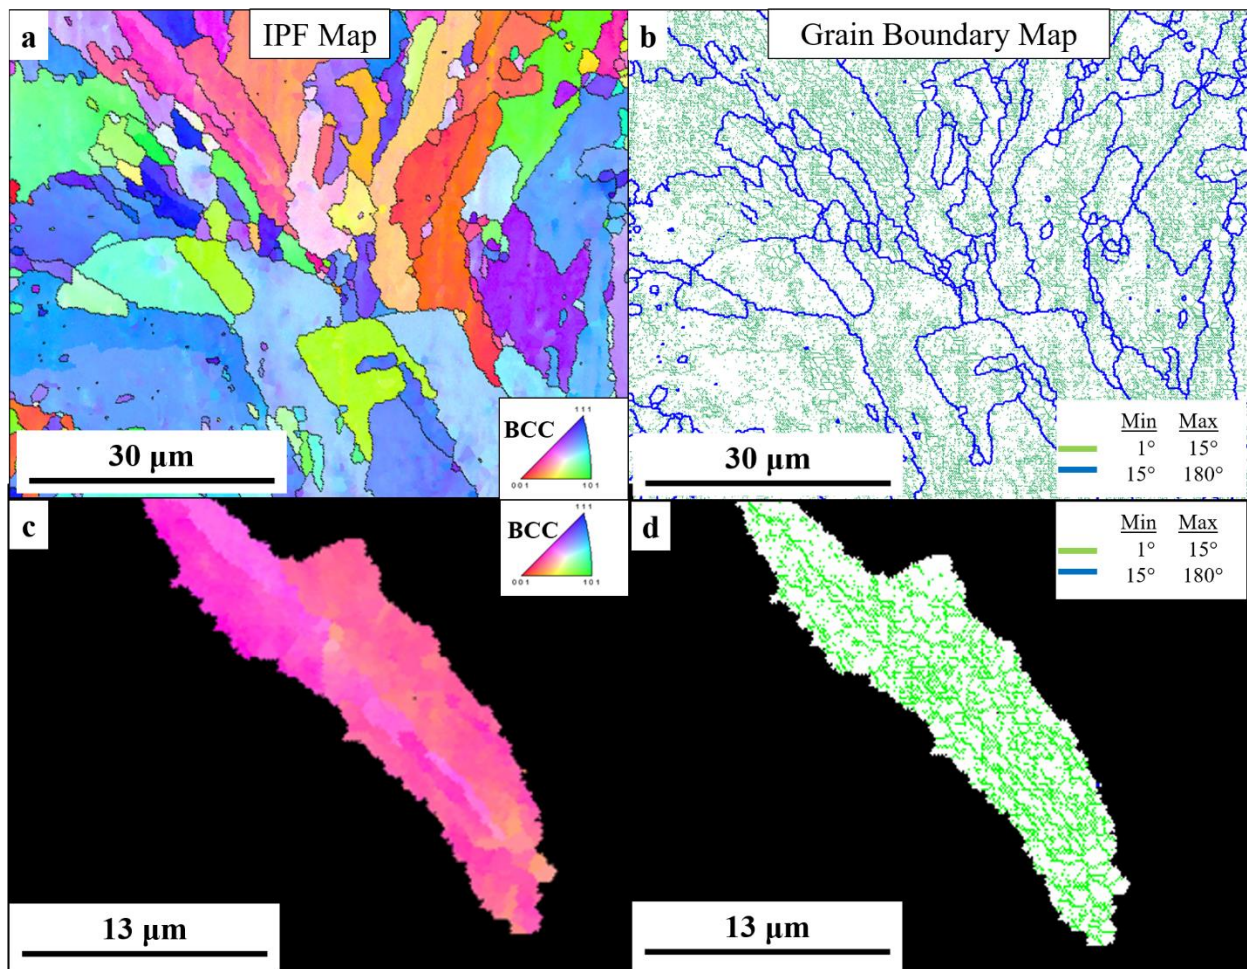 a
IPF Map
b
Grain Boundary Map
BCC
111
001
101
30 μm
30 μm
Min Max
1° 15°
15° 180°
c
BCC
111
001
101
d
Min Max
1° 15°
15° 180°
13 μm
13 μm